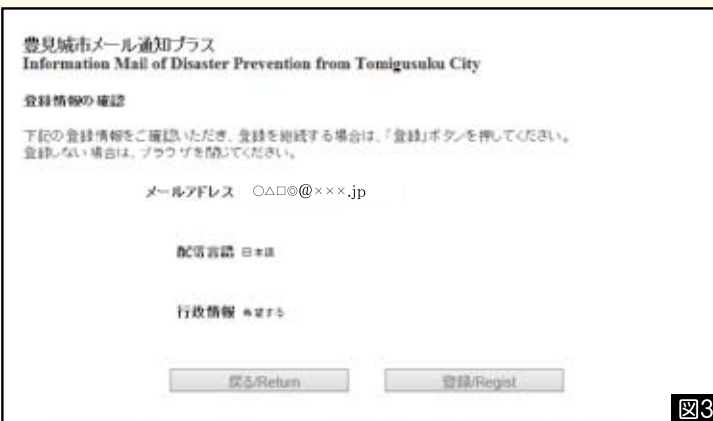 豊見城市メール通知プラス
Information Mail of Disaster Prevention from Tomigusuku City
登録情報の確認
下記の登録情報をご確認いただき、登録を継続する場合は、「登録」ボタンを押してください。
登録しない場合は、ブラウザを閉じてください。
メールアドレス ○△□◎@×××.jp
配信言語 日本語
行政情報 希望する
戻る/Return 登録/Regist
図3